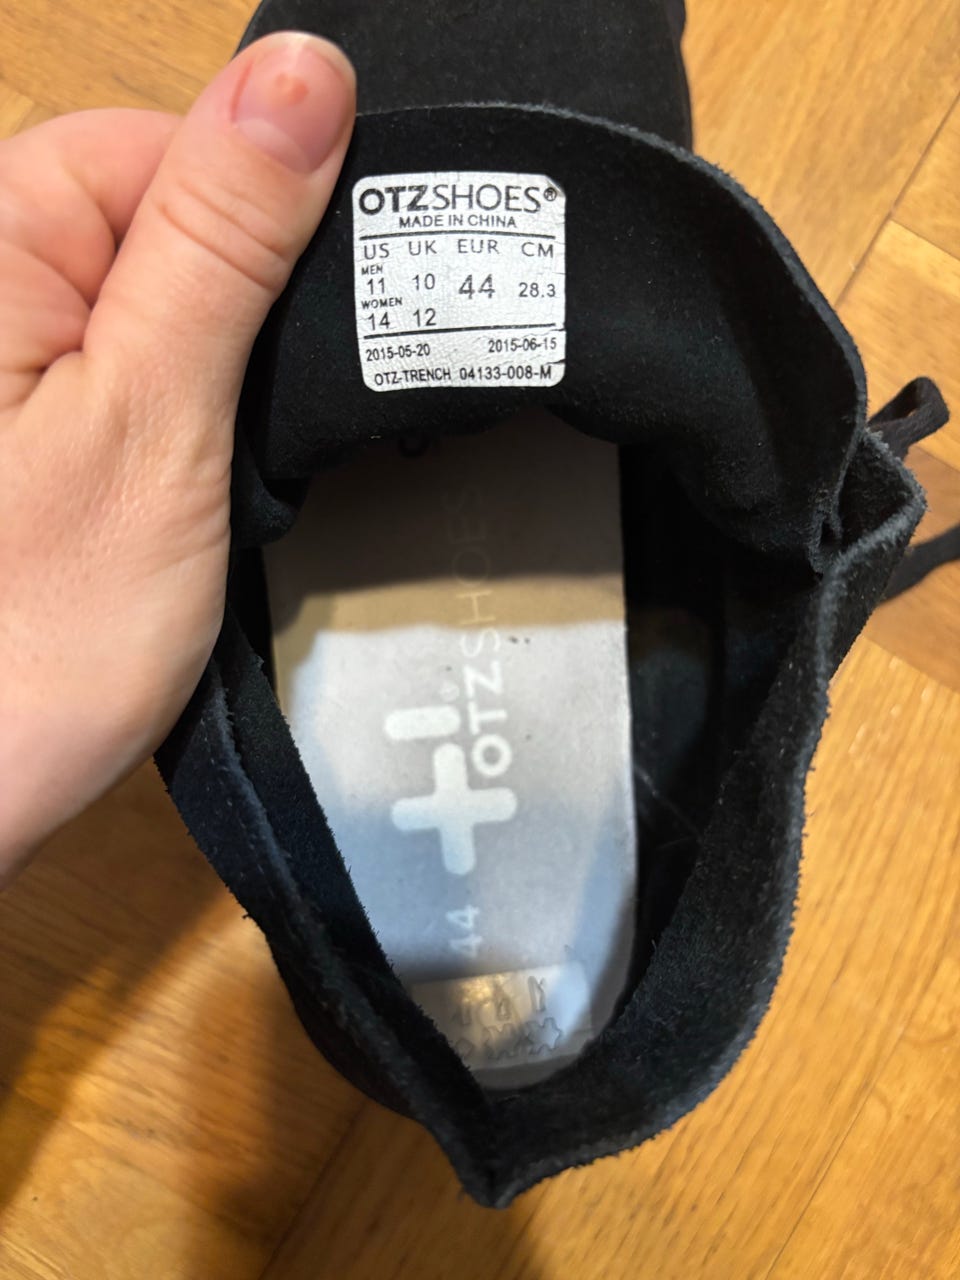 OTZSHOES®
MADE IN CHINA
US UK EUR CM
MEN
11 10 44 28.3
WOMEN
14 12
2015-05-20 2015-06-15
OTZ-TRENCH 04133-008-M
OTZSHOES
44